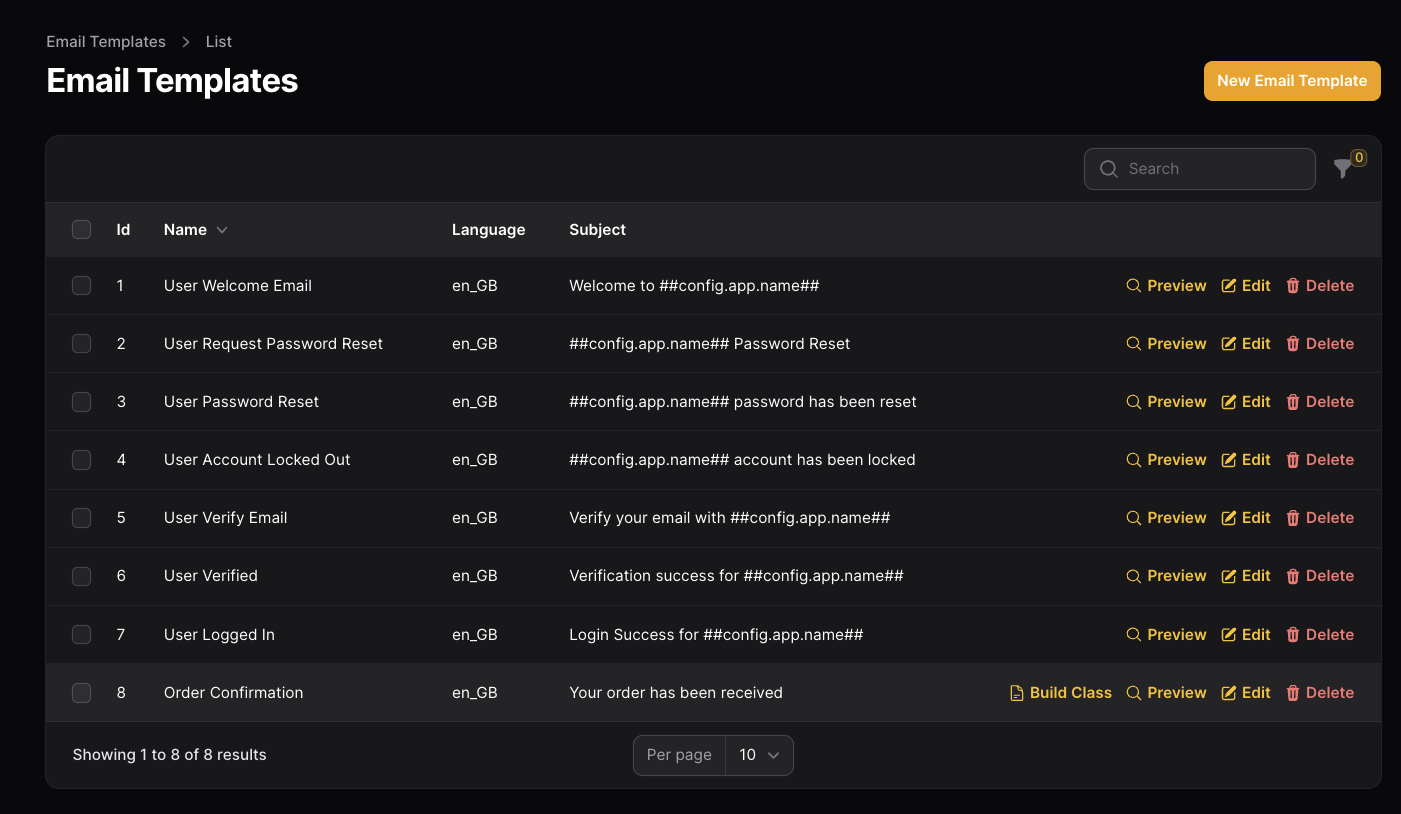 Email Templates > List
Email Templates
New Email Template
Search
0
Id Name Language Subject
1 User Welcome Email en_GB Welcome to ##config.app.name## Preview Edit Delete
2 User Request Password Reset en_GB ##config.app.name## Password Reset Preview Edit Delete
3 User Password Reset en_GB ##config.app.name## password has been reset Preview Edit Delete
4 User Account Locked Out en_GB ##config.app.name## account has been locked Preview Edit Delete
5 User Verify Email en_GB Verify your email with ##config.app.name## Preview Edit Delete
6 User Verified en_GB Verification success for ##config.app.name## Preview Edit Delete
7 User Logged In en_GB Login Success for ##config.app.name## Preview Edit Delete
8 Order Confirmation en_GB Your order has been received Build Class Preview Edit Delete
Showing 1 to 8 of 8 results Per page 10